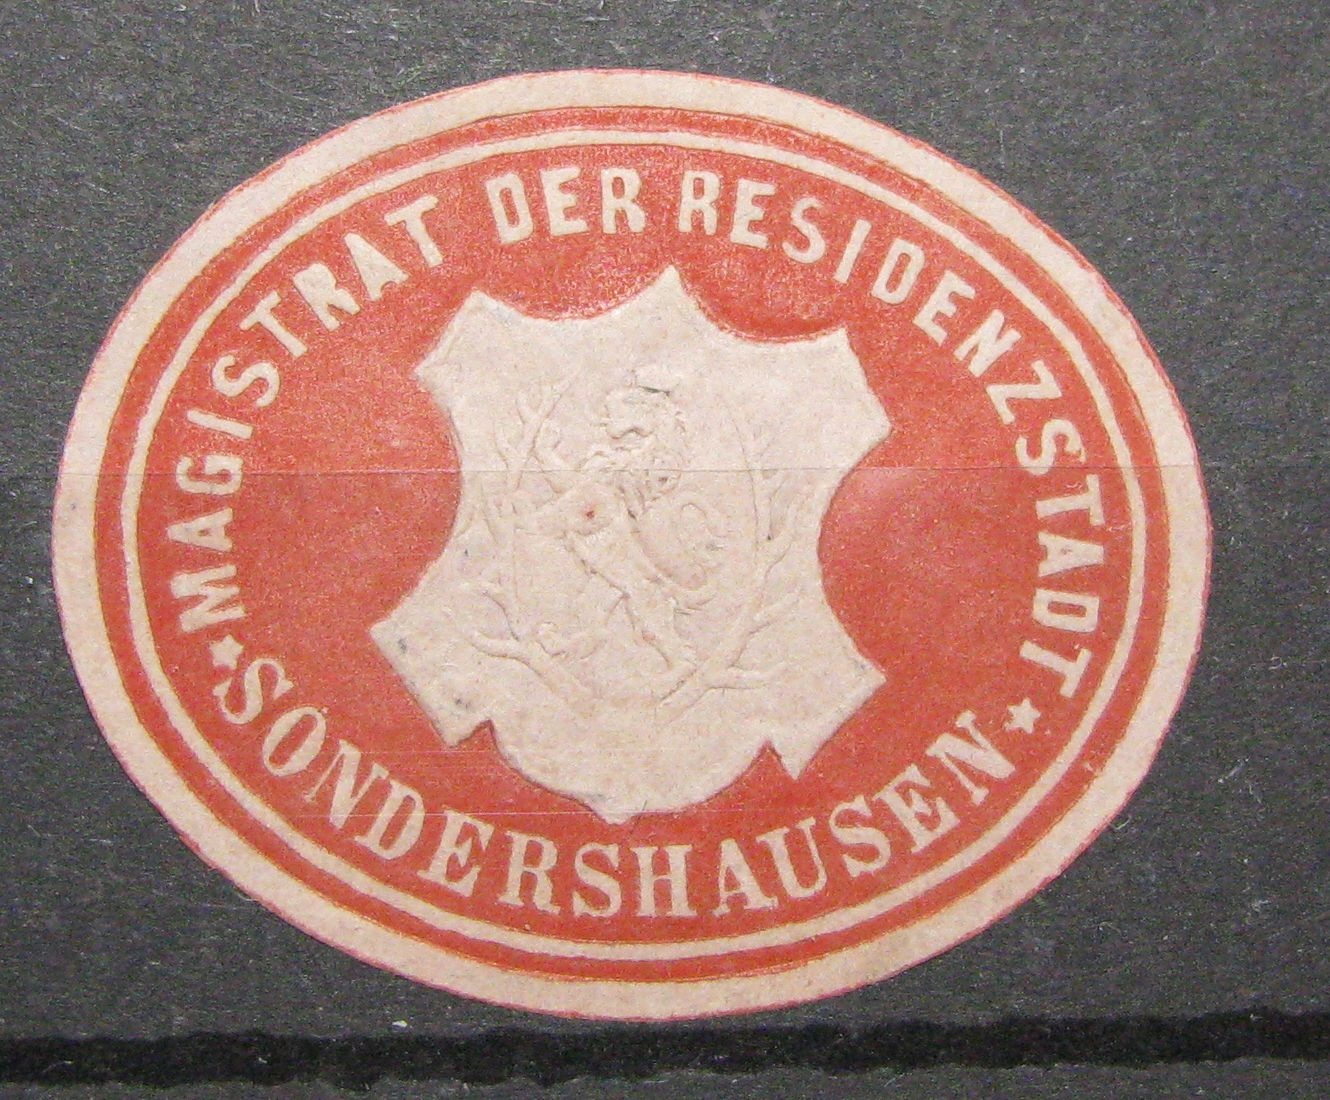 MAGISTRAT DER RESIDENZSTADT
* SONDERSHAUSEN *